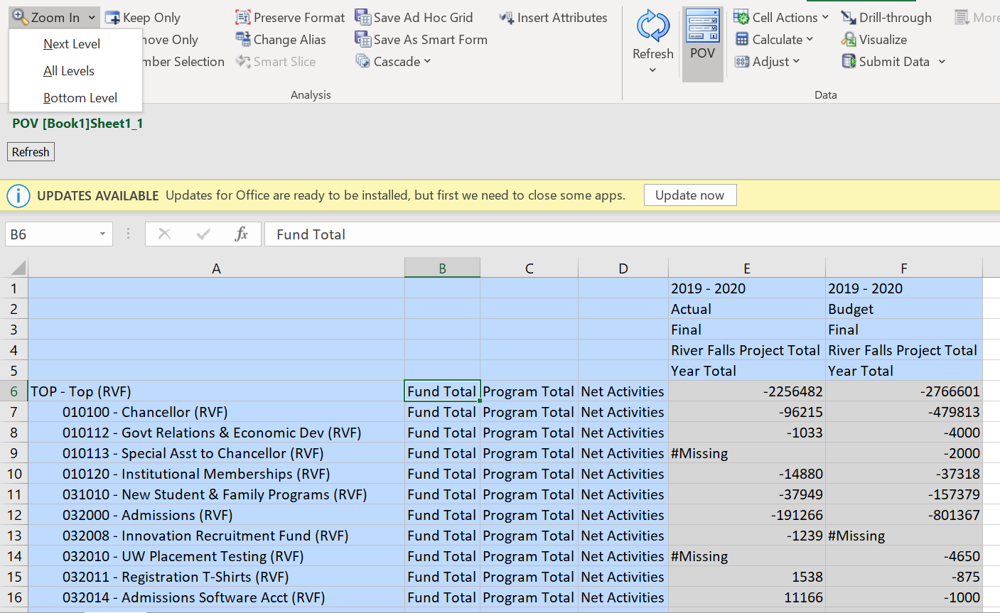 Zoom In Keep Only Preserve Format Save Ad Hoc Grid Insert Attributes Cell Actions Drill-through More
Next Level move Only Change Alias Save As Smart Form Refresh POV Calculate Visualize
All Levels mber Selection Smart Slice Cascade Adjust Submit Data
Bottom Level Analysis Data
POV [Book1]Sheet1_1
Refresh
UPDATES AVAILABLE Updates for Office are ready to be installed, but first we need to close some apps. Update now
B6 fx Fund Total
A B C D E F
1 2019 - 2020 2019 - 2020
2 Actual Budget
3 Final Final
4 River Falls Project Total River Falls Project Total
5 Year Total Year Total
6 TOP - Top (RVF) Fund Total Program Total Net Activities -2256482 -2766601
7 010100 - Chancellor (RVF) Fund Total Program Total Net Activities -96215 -479813
8 010112 - Govt Relations & Economic Dev (RVF) Fund Total Program Total Net Activities -1033 -4000
9 010113 - Special Asst to Chancellor (RVF) Fund Total Program Total Net Activities #Missing -2000
10 010120 - Institutional Memberships (RVF) Fund Total Program Total Net Activities -14880 -37318
11 031010 - New Student & Family Programs (RVF) Fund Total Program Total Net Activities -37949 -157379
12 032000 - Admissions (RVF) Fund Total Program Total Net Activities -191266 -801367
13 032008 - Innovation Recruitment Fund (RVF) Fund Total Program Total Net Activities -1239 #Missing
14 032010 - UW Placement Testing (RVF) Fund Total Program Total Net Activities #Missing -4650
15 032011 - Registration T-Shirts (RVF) Fund Total Program Total Net Activities 1538 -875
16 032014 - Admissions Software Acct (RVF) Fund Total Program Total Net Activities 11166 -1000